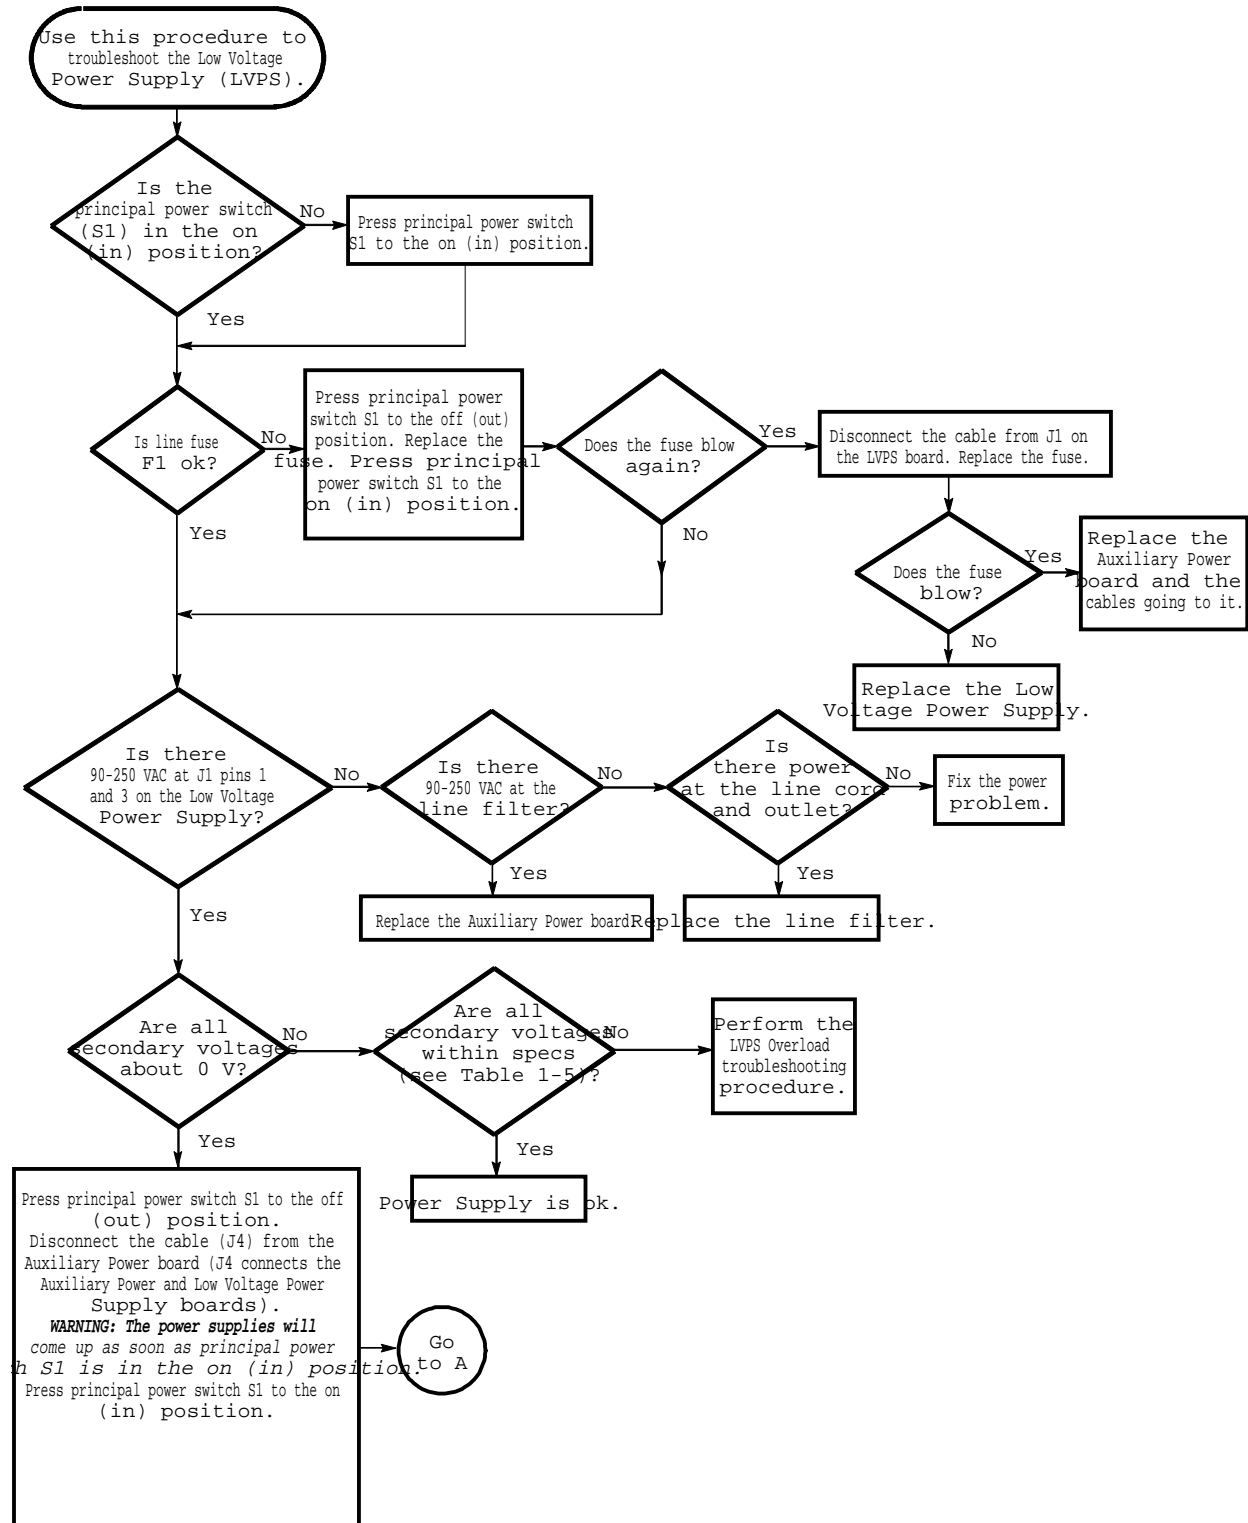 Use this procedure to
troubleshoot the Low Voltage
Power Supply (LVPS).
Is the
principal power switch
(S1) in the on
(in) position?
No
Press principal power switch
S1 to the on (in) position.
Yes
Is line fuse
F1 ok?
No
Press principal power
switch S1 to the off (out)
position. Replace the
fuse. Press principal
power switch S1 to the
on (in) position.
Does the fuse blow
again?
Yes
Disconnect the cable from J1 on
the LVPS board. Replace the fuse.
Yes
No
Does the fuse
blow?
Yes
Replace the
Auxiliary Power
board and the
cables going to it.
No
Replace the Low
Voltage Power Supply.
Is there
90-250 VAC at J1 pins 1
and 3 on the Low Voltage
Power Supply?
No
Is there
90-250 VAC at the
line filter?
No
Is
there power
at the line cord
and outlet?
No
Fix the power
problem.
Yes
Yes
Yes
Replace the Auxiliary Power board.
Replace the line filter.
Are all
secondary voltages
about 0 V?
No
Are all
secondary voltages
within specs
(see Table 1-5)?
No
Perform the
LVPS Overload
troubleshooting
procedure.
Yes
Yes
Power Supply is ok.
Press principal power switch S1 to the off
(out) position.
Disconnect the cable (J4) from the
Auxiliary Power board (J4 connects the
Auxiliary Power and Low Voltage Power
Supply boards).
WARNING: The power supplies will
come up as soon as principal power
h S1 is in the on (in) position.
Press principal power switch S1 to the on
(in) position.
Go
to A